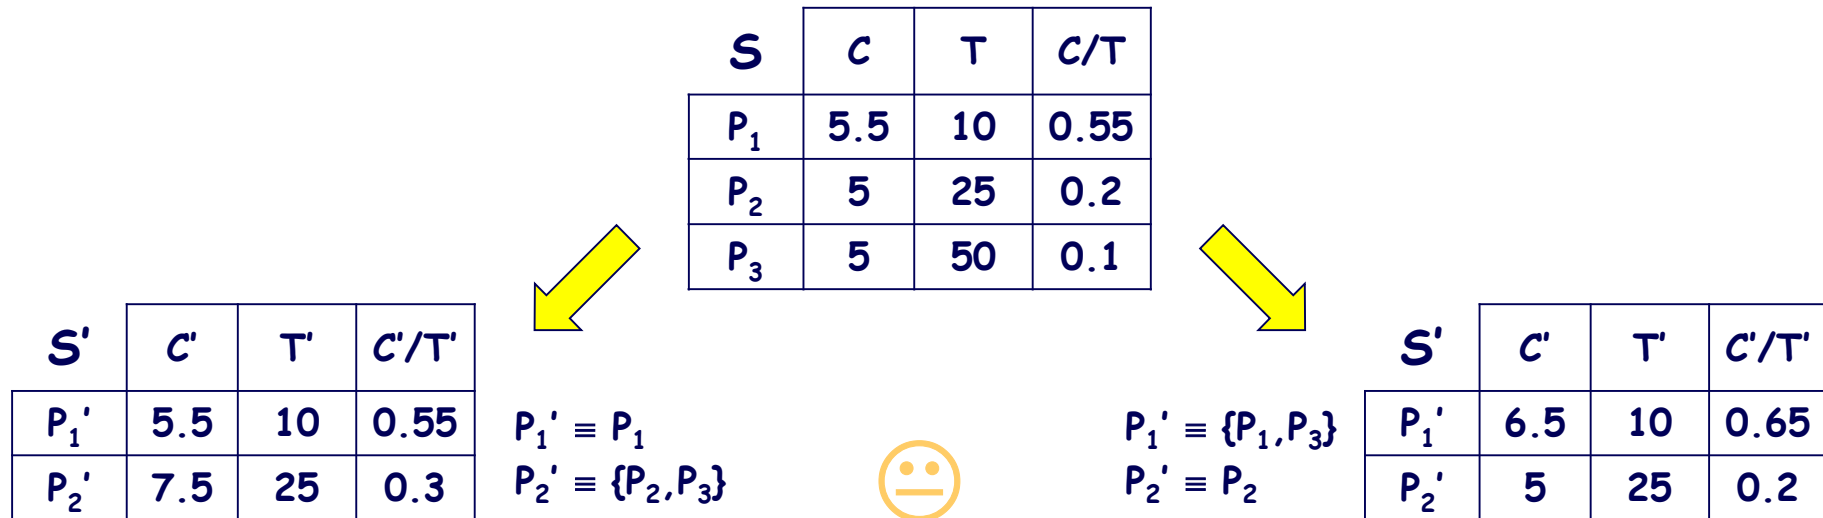 S C T C/T
P₁ 5.5 10 0.55
P₂ 5 25 0.2
P₃ 5 50 0.1
S' C' T' C'/T'
P₁' 5.5 10 0.55
P₂' 7.5 25 0.3
P₁' ≡ P₁
P₂' ≡ {P₂,P₃}
P₁' ≡ {P₁,P₃}
P₂' ≡ P₂
S' C' T' C'/T'
P₁' 6.5 10 0.65
P₂' 5 25 0.2